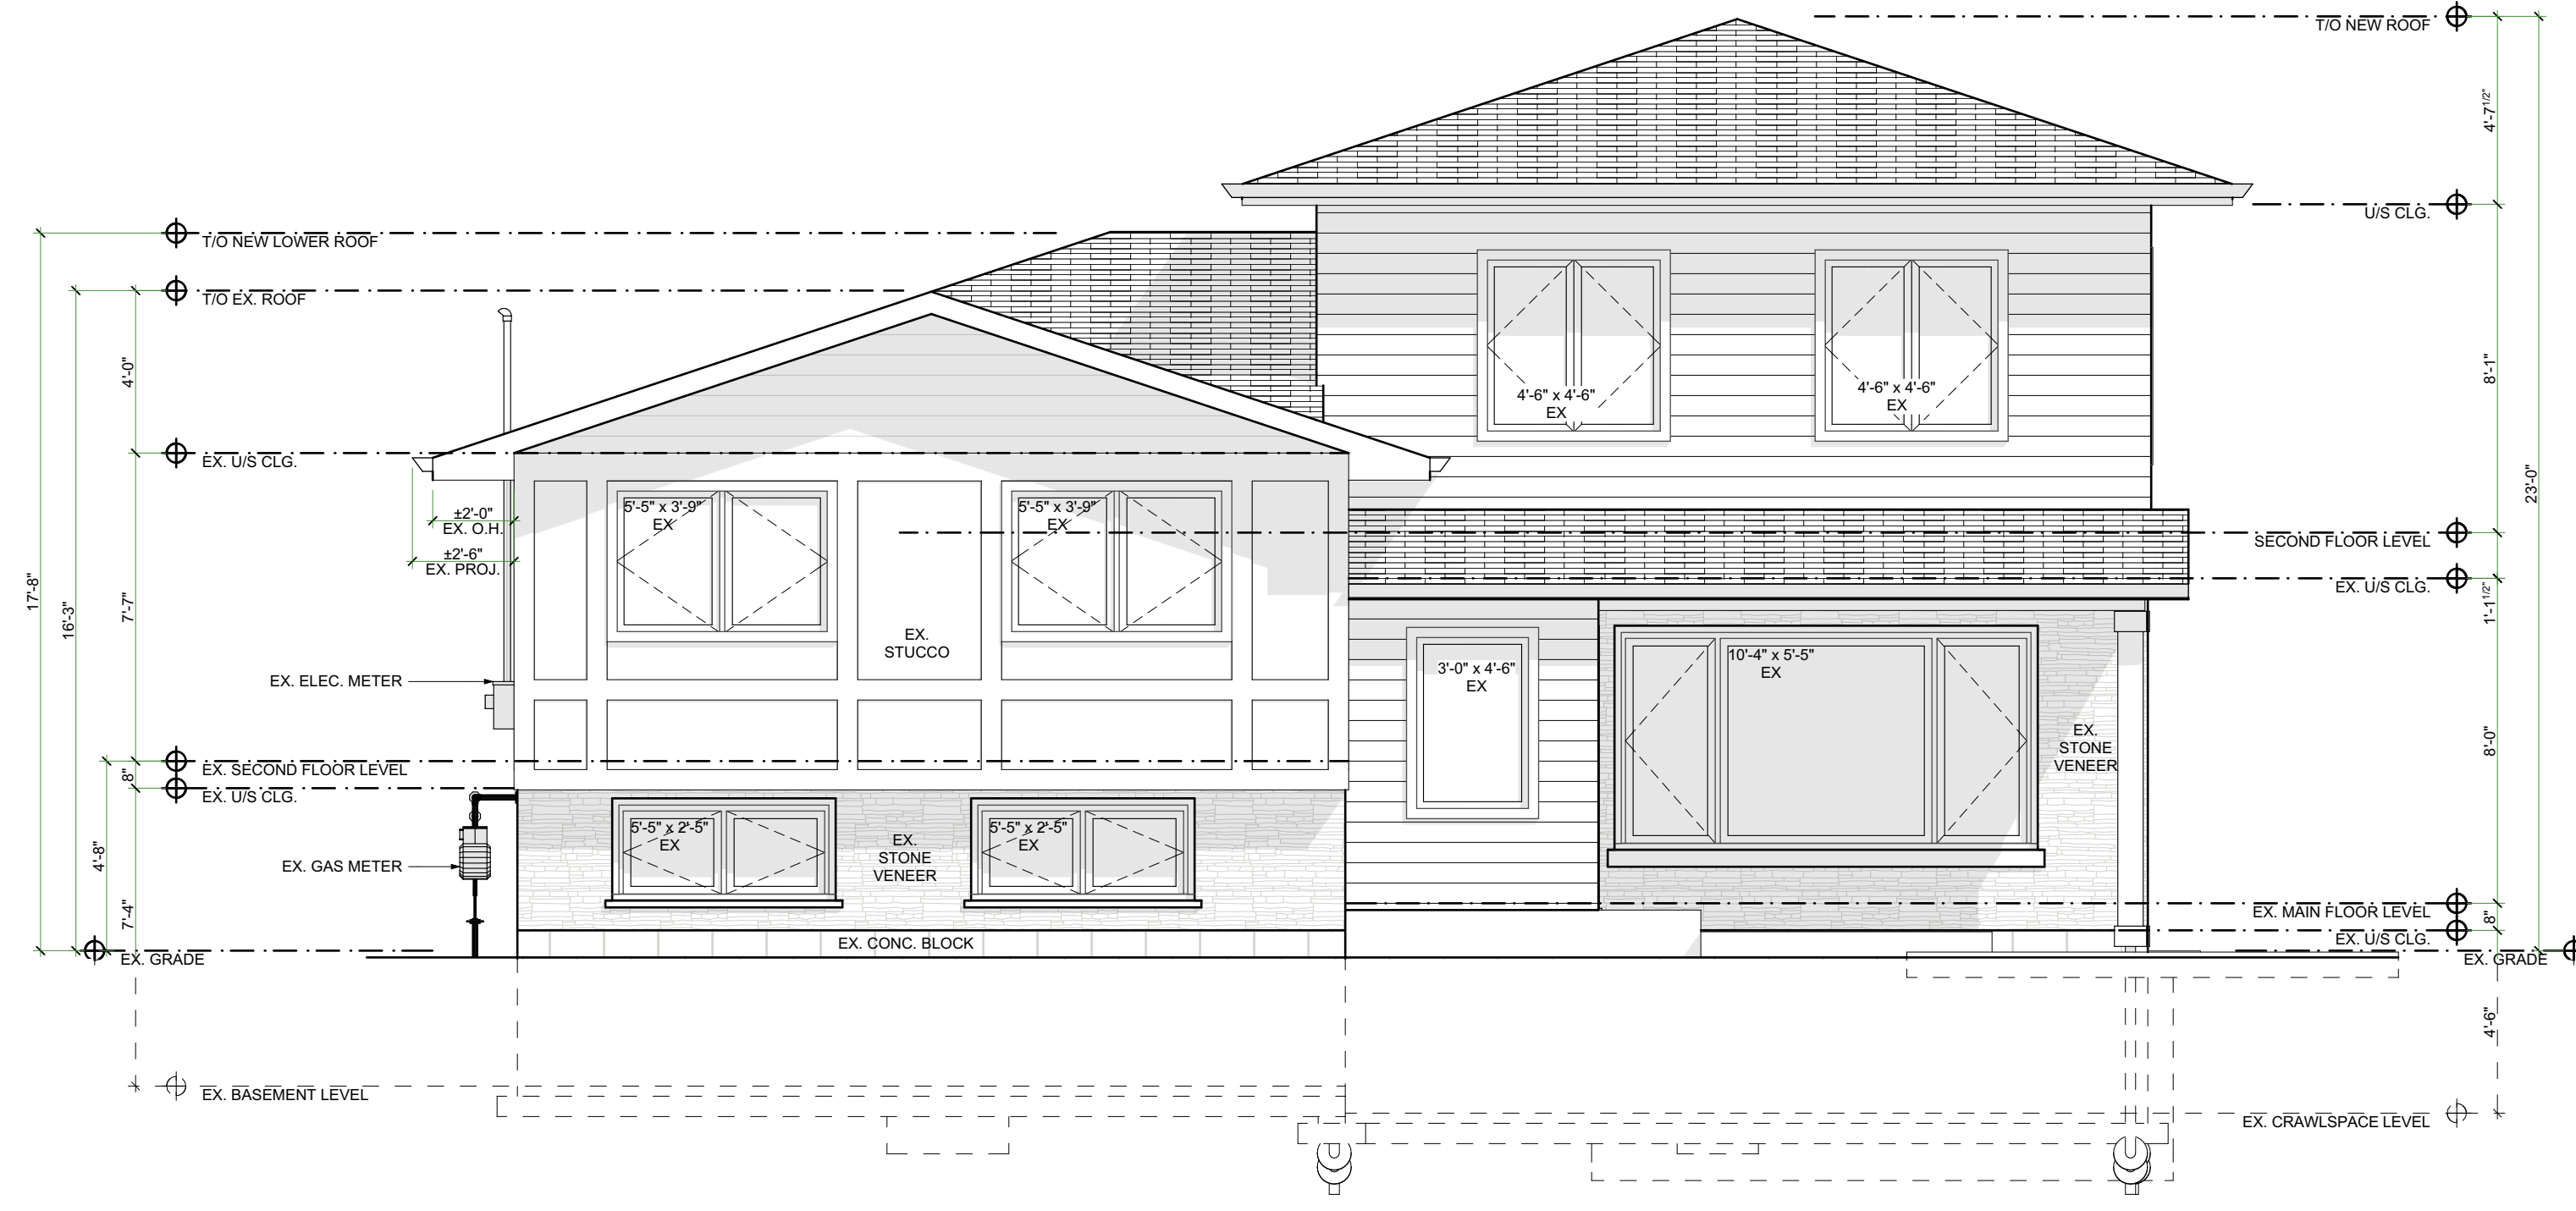 T/O NEW ROOF
4'-7 1/2"
U/S CLG.
T/O NEW LOWER ROOF
T/O EX. ROOF
4'-0"
8'-1"
4'-6" x 4'-6"
EX
4'-6" x 4'-6"
EX
EX. U/S CLG.
23'-0"
5'-5" x 3'-9"
EX
5'-5" x 3'-9"
EX
±2'-0"
EX. O.H.
±2'-6"
EX. PROJ.
SECOND FLOOR LEVEL
EX. U/S CLG.
1'-1 1/2"
17'-8"
16'-3"
7'-7"
EX.
STUCCO
3'-0" x 4'-6"
EX
10'-4" x 5'-5"
EX
EX. ELEC. METER
EX.
STONE
VENEER
8'-0"
EX. SECOND FLOOR LEVEL
8"
EX. U/S CLG.
5'-5" x 2'-5"
EX
EX.
STONE
VENEER
5'-5" x 2'-5"
EX
4'-8"
EX. GAS METER
7'-4"
EX. MAIN FLOOR LEVEL
8"
EX. U/S CLG.
EX. CONC. BLOCK
EX. GRADE
EX. GRADE
4'-6"
EX. BASEMENT LEVEL
EX. CRAWLSPACE LEVEL